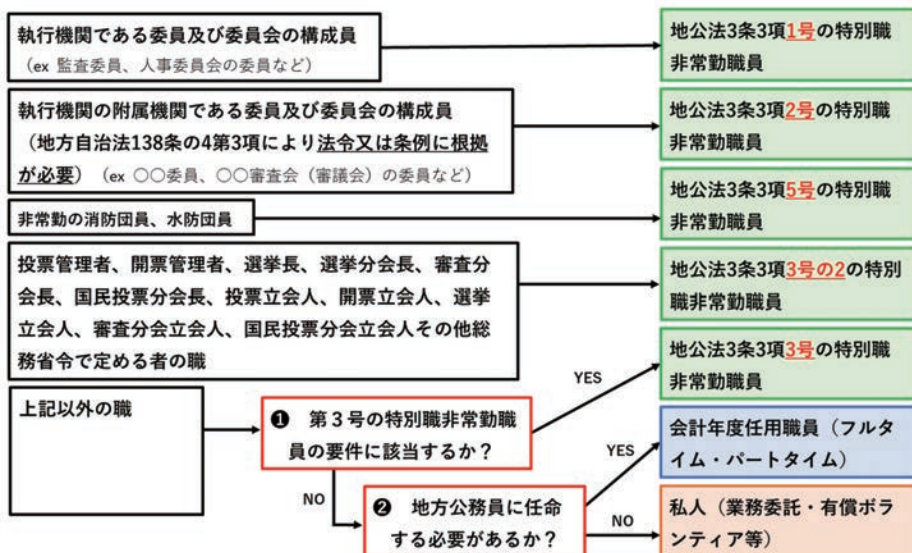 執行機関である委員及び委員会の構成員
（ex 監査委員、人事委員会の委員など）
地公法3条3項1号の特別職
非常勤職員
執行機関の附属機関である委員及び委員会の構成員
（地方自治法138条の4第3項により法令又は条例に根拠
が必要）（ex ○○委員、○○審査会（審議会）の委員など）
地公法3条3項2号の特別職
非常勤職員
非常勤の消防団員、水防団員
地公法3条3項5号の特別職
非常勤職員
投票管理者、開票管理者、選挙長、選挙分会長、審査分
会長、国民投票分会長、投票立会人、開票立会人、選挙
立会人、審査分会立会人、国民投票分会立会人その他総
務省令で定める者の職
地公法3条3項3号の2の特別
職非常勤職員
上記以外の職
❶　第３号の特別職非常勤職
員の要件に該当するか？
YES
地公法3条3項3号の特別職
非常勤職員
NO
❷　地方公務員に任命
する必要があるか？
YES
会計年度任用職員（フルタ
イム・パートタイム）
NO
私人（業務委託・有償ボラ
ンティア等）